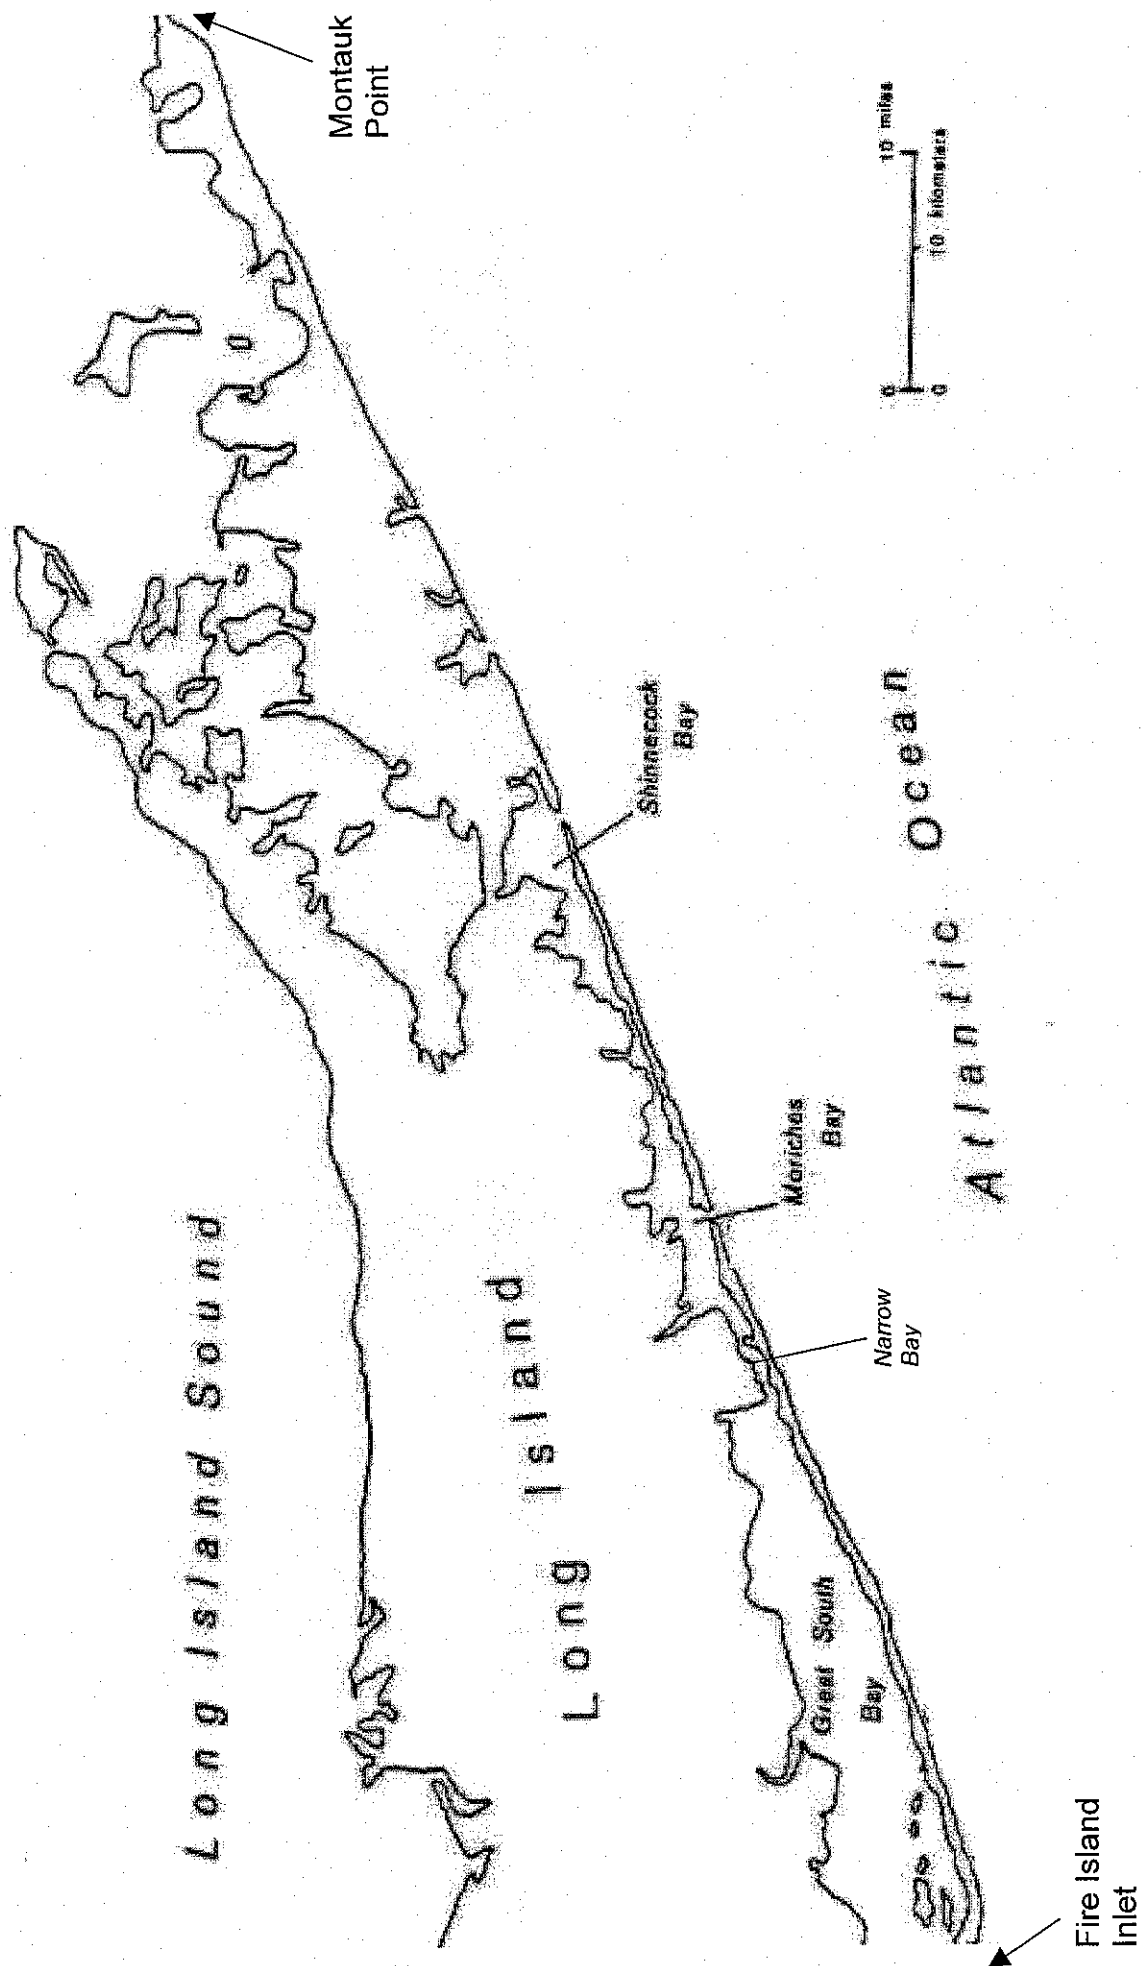 Montauk
Point
Long Island Sound
Long Island
Shinnecock
Bay
Moriches
Bay
Narrow
Bay
Great South
Bay
Atlantic Ocean
Fire Island
Inlet
0
10 miles
0
10 kilometers